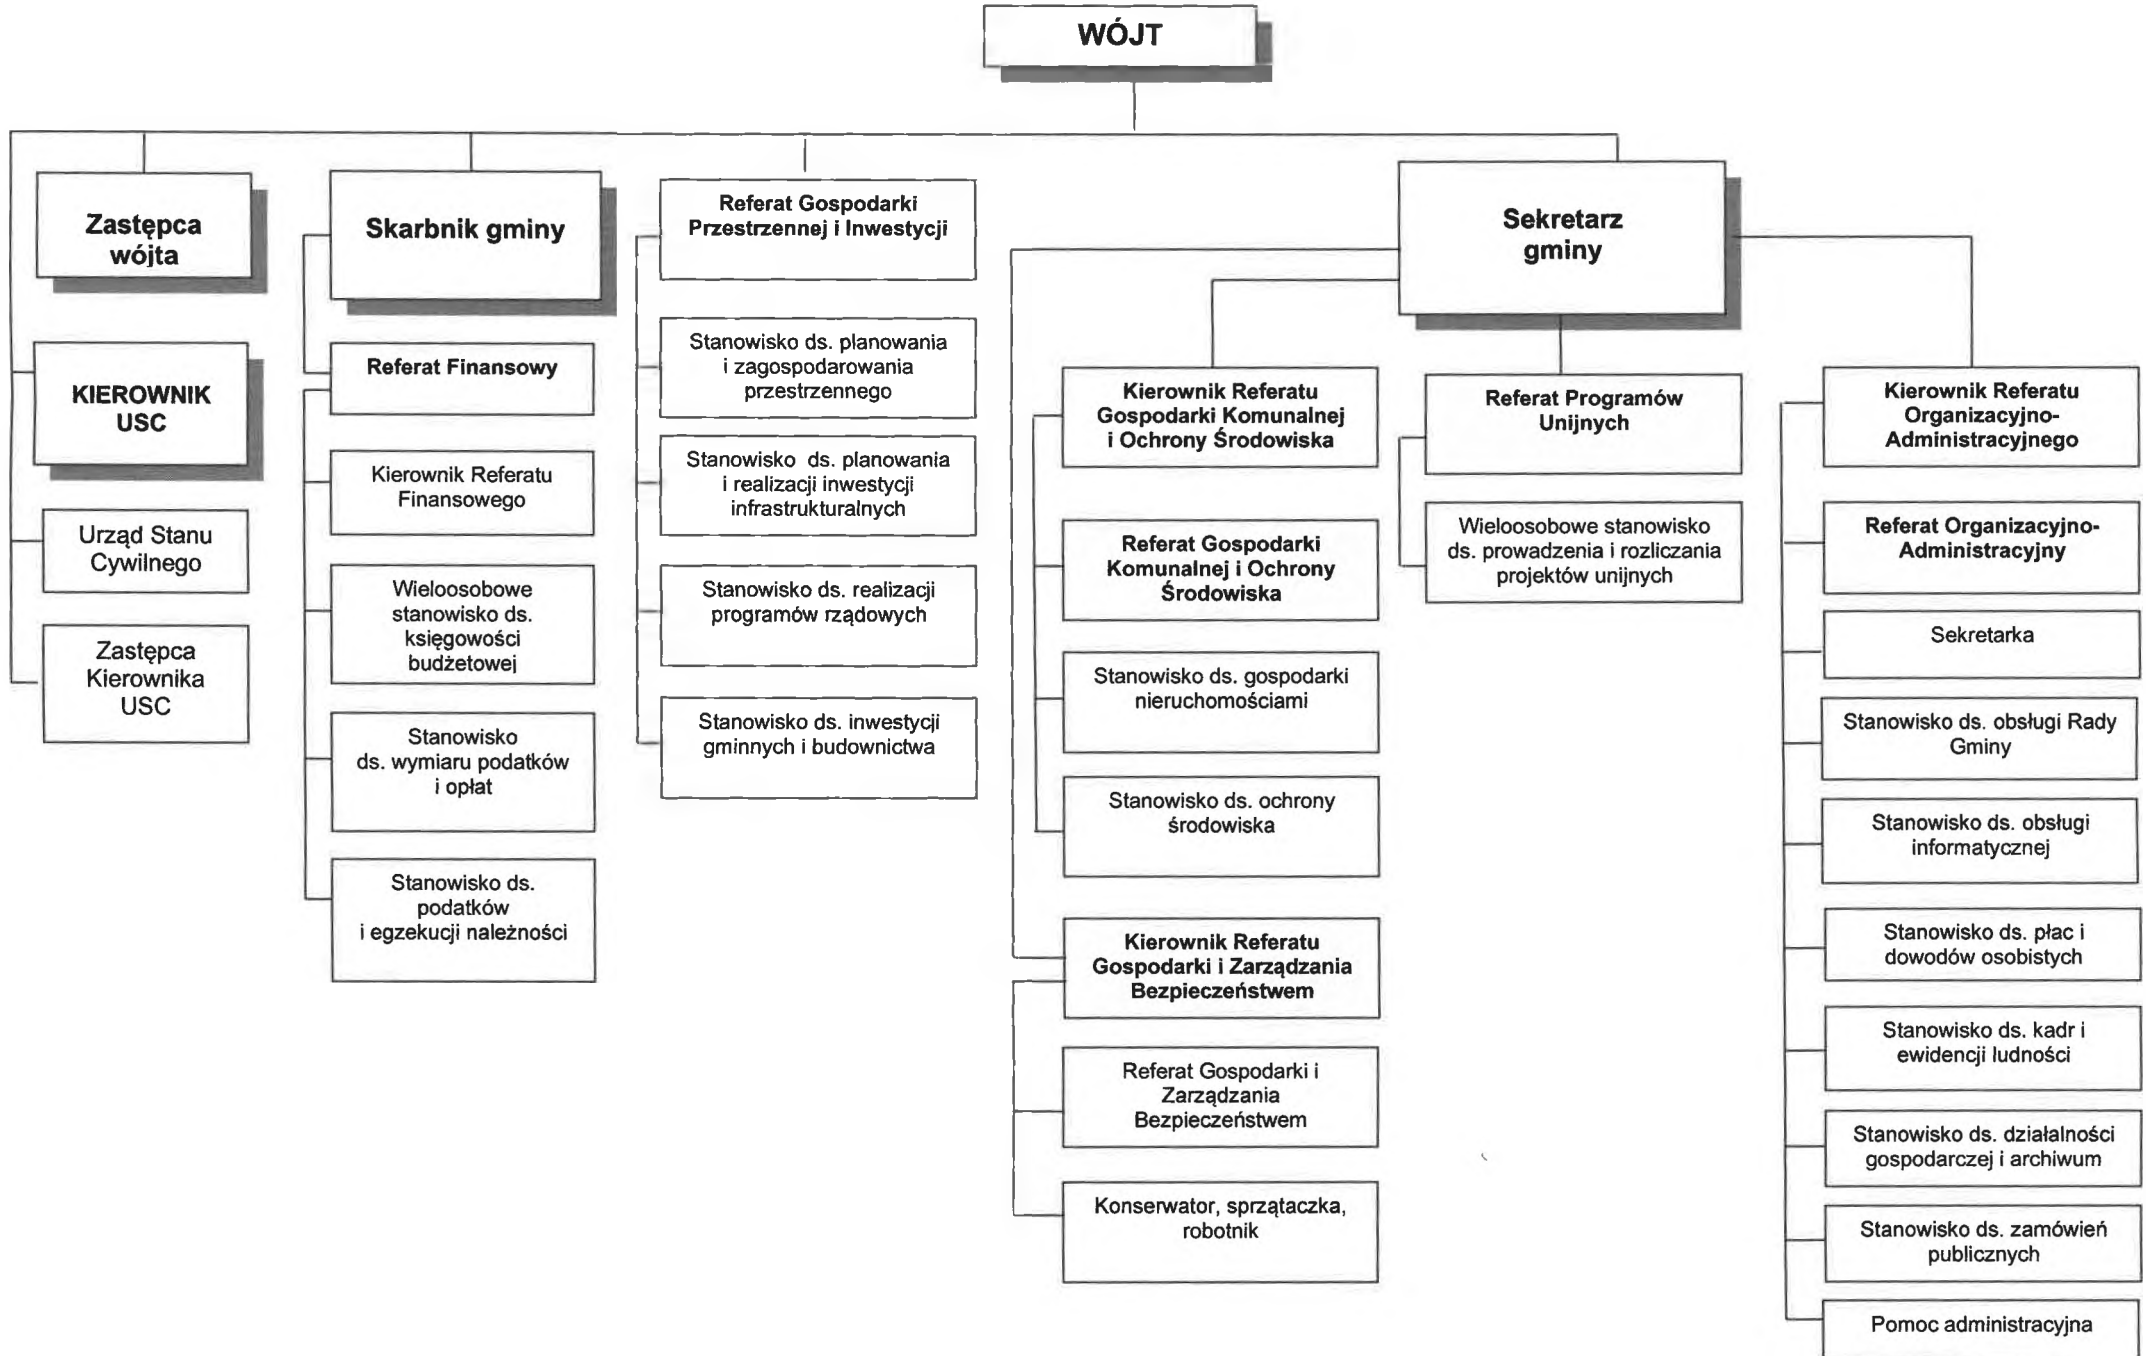 WÓJT
Zastępca
wójta
KIEROWNIK
USC
Urząd Stanu
Cywilnego
Zastępca
Kierownika
USC
Skarbnik gminy
Referat Finansowy
Kierownik Referatu
Finansowego
Wieloosobowe
stanowisko ds.
księgowości
budżetowej
Stanowisko
ds. wymiaru podatków
i opłat
Stanowisko ds.
podatków
i egzekucji należności
Referat Gospodarki
Przestrzennej i Inwestycji
Stanowisko ds. planowania
i zagospodarowania
przestrzennego
Stanowisko ds. planowania
i realizacji inwestycji
infrastrukturalnych
Stanowisko ds. realizacji
programów rządowych
Stanowisko ds. inwestycji
gminnych i budownictwa
Sekretarz
gminy
Kierownik Referatu
Gospodarki Komunalnej
i Ochrony Środowiska
Referat Gospodarki
Komunalnej i Ochrony
Środowiska
Stanowisko ds. gospodarki
nieruchomościami
Stanowisko ds. ochrony
środowiska
Kierownik Referatu
Gospodarki i Zarządzania
Bezpieczeństwem
Referat Gospodarki i
Zarządzania
Bezpieczeństwem
Konserwator, sprzątaczka,
robotnik
Referat Programów
Unijnych
Wieloosobowe stanowisko
ds. prowadzenia i rozliczania
projektów unijnych
Kierownik Referatu
Organizacyjno-
Administracyjnego
Referat Organizacyjno-
Administracyjny
Sekretarka
Stanowisko ds. obsługi Rady
Gminy
Stanowisko ds. obsługi
informatycznej
Stanowisko ds. płac i
dowodów osobistych
Stanowisko ds. kadr i
ewidencji ludności
Stanowisko ds. działalności
gospodarczej i archiwum
Stanowisko ds. zamówień
publicznych
Pomoc administracyjna